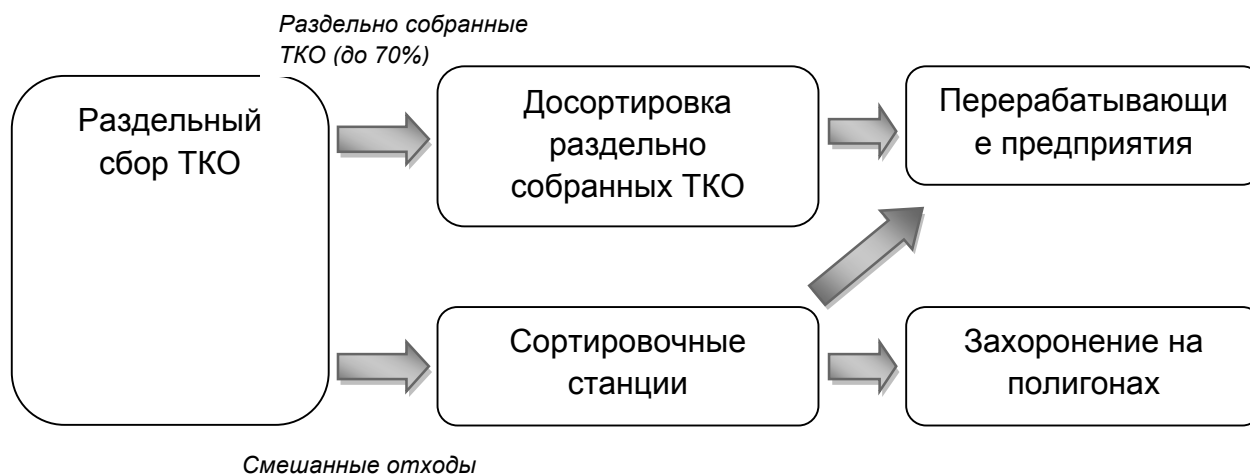 Раздельно собранные
ТКО (до 70%)
Раздельный
сбор ТКО
Досортировка
раздельно
собранных ТКО
Перерабатывающи
е предприятия
Сортировочные
станции
Захоронение на
полигонах
Смешанные отходы